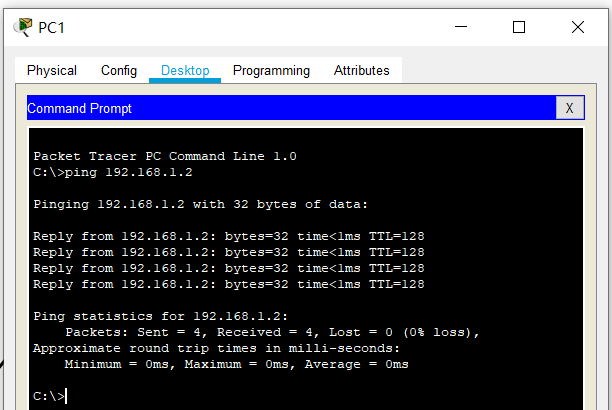 PC1
Physical Config Desktop Programming Attributes
Command Prompt X
Packet Tracer PC Command Line 1.0
C:\>ping 192.168.1.2
Pinging 192.168.1.2 with 32 bytes of data:
Reply from 192.168.1.2: bytes=32 time<1ms TTL=128
Reply from 192.168.1.2: bytes=32 time<1ms TTL=128
Reply from 192.168.1.2: bytes=32 time<1ms TTL=128
Reply from 192.168.1.2: bytes=32 time<1ms TTL=128
Ping statistics for 192.168.1.2:
Packets: Sent = 4, Received = 4, Lost = 0 (0% loss),
Approximate round trip times in milli-seconds:
Minimum = 0ms, Maximum = 0ms, Average = 0ms
C:\>